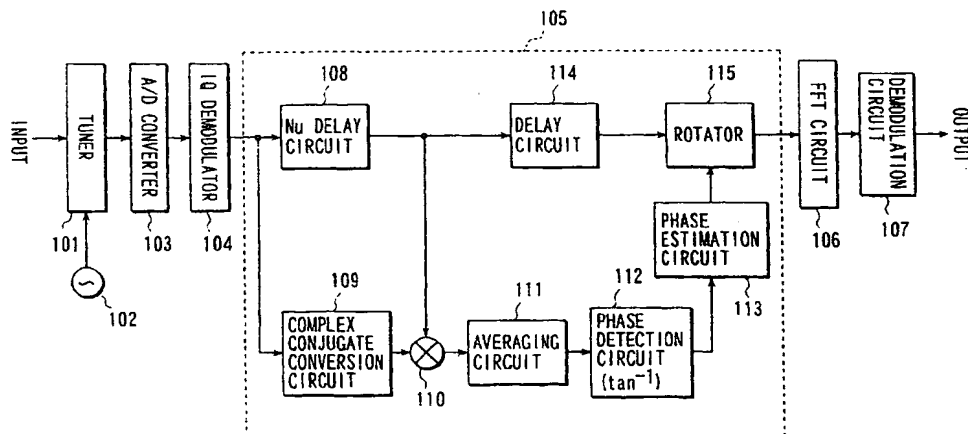 105
108
114
115
INPUT
TUNER
A/D CONVERTER
IQ DEMODULATOR
Nu DELAY
CIRCUIT
DELAY
CIRCUIT
ROTATOR
FFT CIRCUIT
DEMODULATION
CIRCUIT
OUTPUT
101
103
104
106
107
102
PHASE
ESTIMATION
CIRCUIT
113
109
COMPLEX
CONJUGATE
CONVERSION
CIRCUIT
110
111
AVERAGING
CIRCUIT
112
PHASE
DETECTION
CIRCUIT
(tan⁻¹)